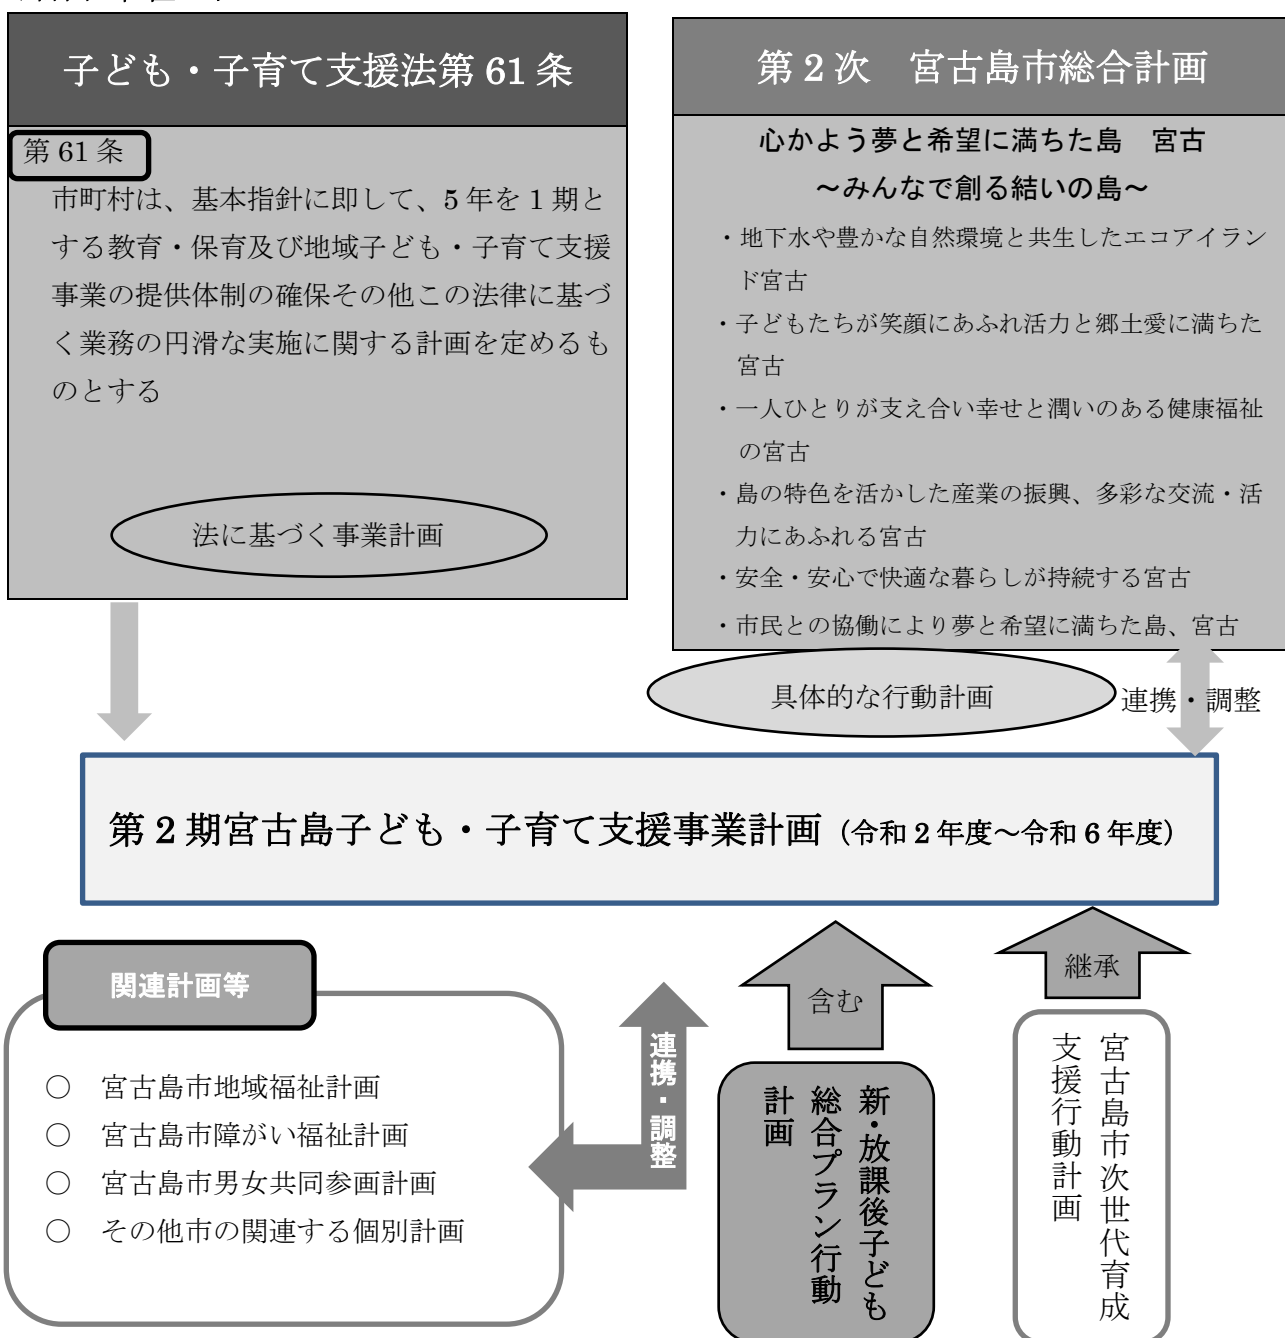 子ども・子育て支援法第 61 条
第 61 条
市町村は、基本指針に即して、5 年を 1 期と
する教育・保育及び地域子ども・子育て支援
事業の提供体制の確保その他この法律に基づ
く業務の円滑な実施に関する計画を定めるも
のとする
法に基づく事業計画
第 2 次　宮古島市総合計画
心かよう夢と希望に満ちた島　宮古
～みんなで創る結いの島～
・地下水や豊かな自然環境と共生したエコアイラン
ド宮古
・子どもたちが笑顔にあふれ活力と郷土愛に満ちた
宮古
・一人ひとりが支え合い幸せと潤いのある健康福祉
の宮古
・島の特色を活かした産業の振興、多彩な交流・活
力にあふれる宮古
・安全・安心で快適な暮らしが持続する宮古
・市民との協働により夢と希望に満ちた島、宮古
具体的な行動計画
連携・調整
第 2 期宮古島子ども・子育て支援事業計画（令和 2 年度～令和 6 年度）
関連計画等
○　宮古島市地域福祉計画
○　宮古島市障がい福祉計画
○　宮古島市男女共同参画計画
○　その他市の関連する個別計画
連携・調整
含む
新・放課後子ども
総合プラン行動
計画
継承
宮古島市次世代育成
支援行動計画